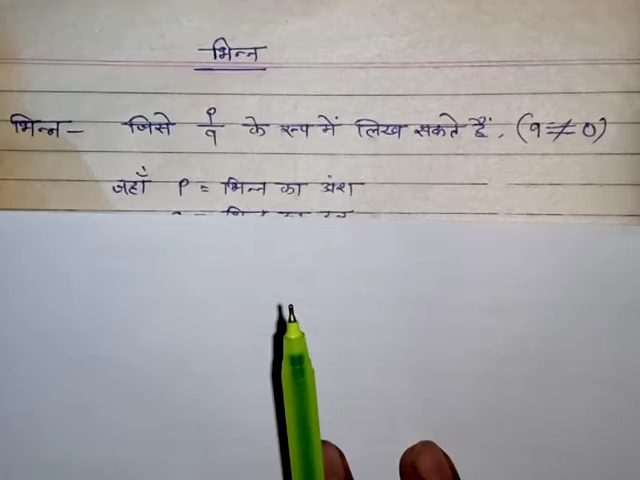 भिन्न
भिन्न - जिसे p/q के रूप में लिख सकते हैं, (q ≠ 0)
जहाँ P = भिन्न का अंश